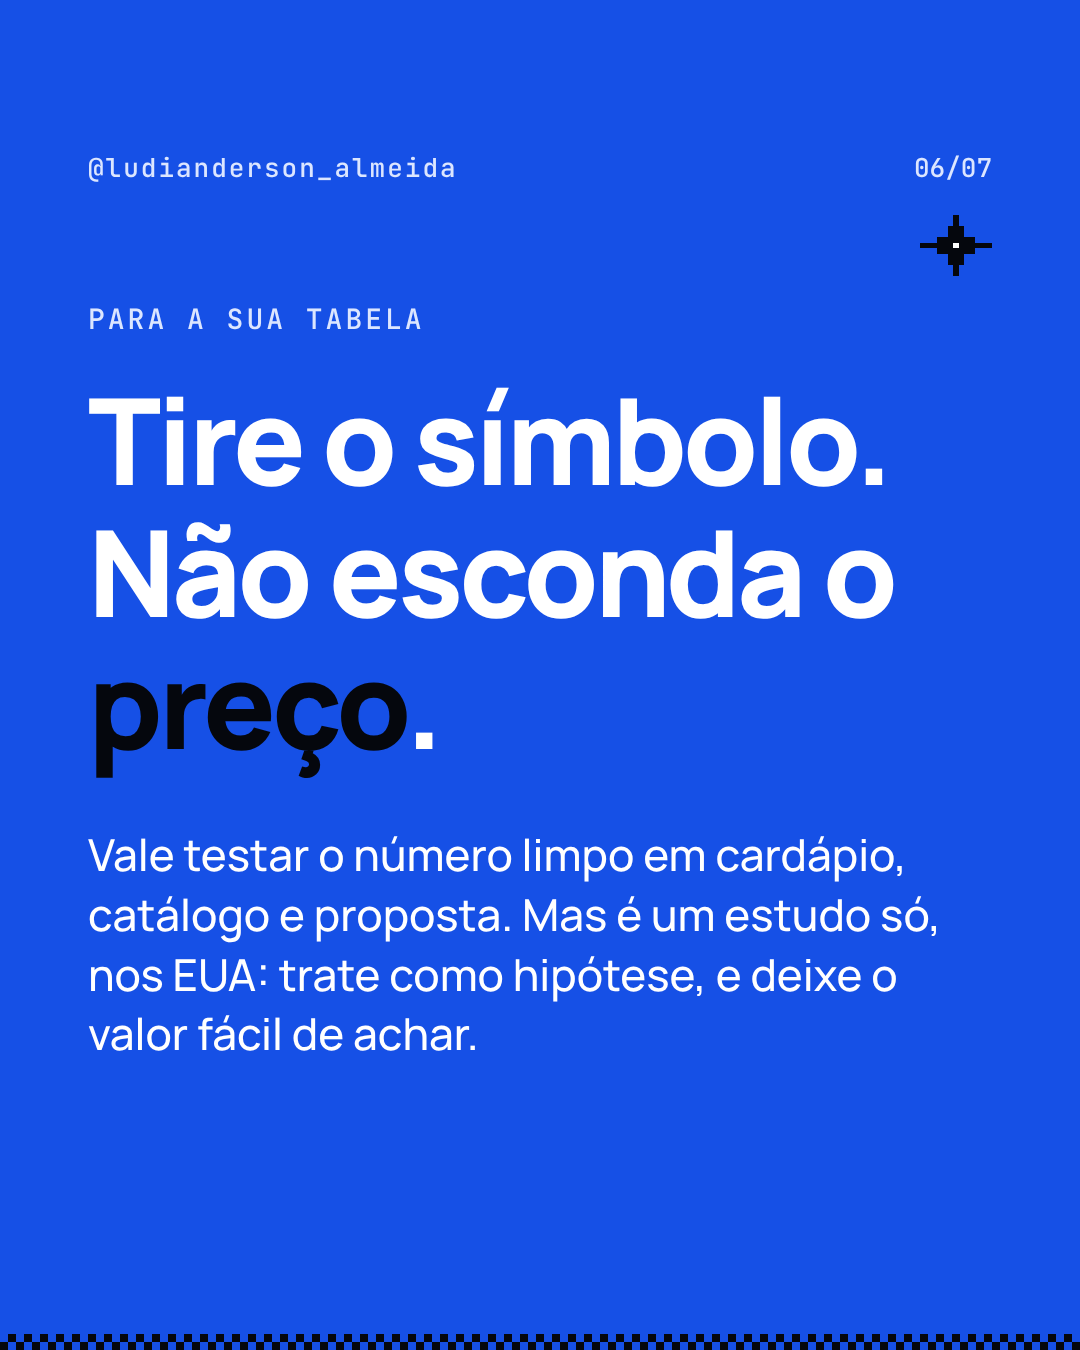 @ludianderson_almeida
06/07
PARA A SUA TABELA
Tire o símbolo.
Não esconda o
preço.
Vale testar o número limpo em cardápio,
catálogo e proposta. Mas é um estudo só,
nos EUA: trate como hipótese, e deixe o
valor fácil de achar.